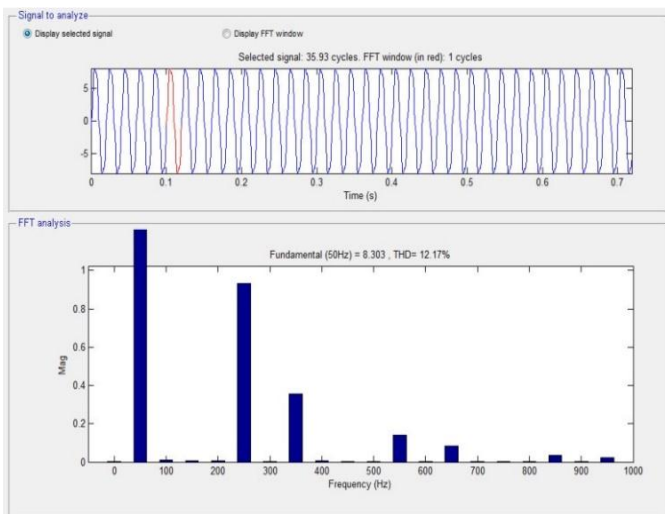 Signal to analyze
Display selected signal Display FFT window
Selected signal: 35.93 cycles. FFT window (in red): 1 cycles
5
0
-5
0 0.1 0.2 0.3 0.4 0.5 0.6 0.7
Time (s)
FFT analysis
Fundamental (50Hz) = 8.303 , THD= 12.17%
1
0.8
0.6
0.4
0.2
0
Mag
0 100 200 300 400 500 600 700 800 900 1000
Frequency (Hz)